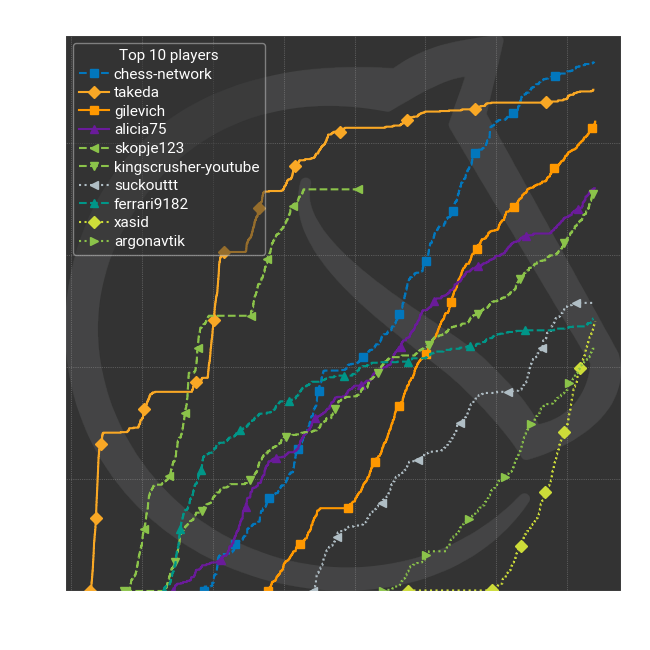 Top 10 players
chess-network
takeda
gilevich
alicia75
skopje123
kingscrusher-youtube
suckouttt
ferrari9182
xasid
argonavtik